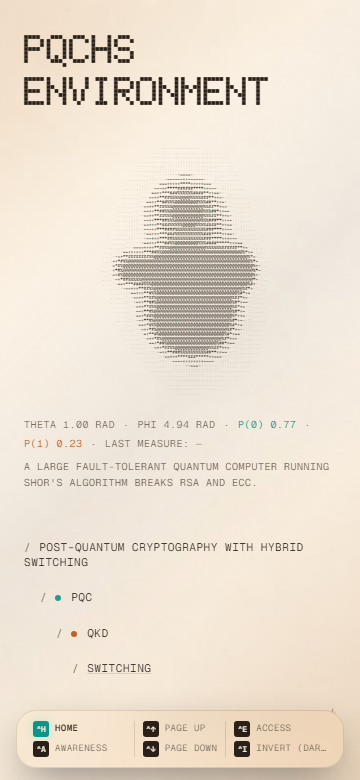 PQCHS
ENVIRONMENT
THETA 1.00 RAD · PHI 4.94 RAD · P(0) 0.77 ·
P(1) 0.23 · LAST MEASURE: —
A LARGE FAULT-TOLERANT QUANTUM COMPUTER RUNNING
SHOR'S ALGORITHM BREAKS RSA AND ECC.
/ POST-QUANTUM CRYPTOGRAPHY WITH HYBRID
SWITCHING
/ ● PQC
/ ● QKD
/ SWITCHING
^H HOME ^↑ PAGE UP ^E ACCESS
^A AWARENESS ^↓ PAGE DOWN ^I INVERT (DAR…